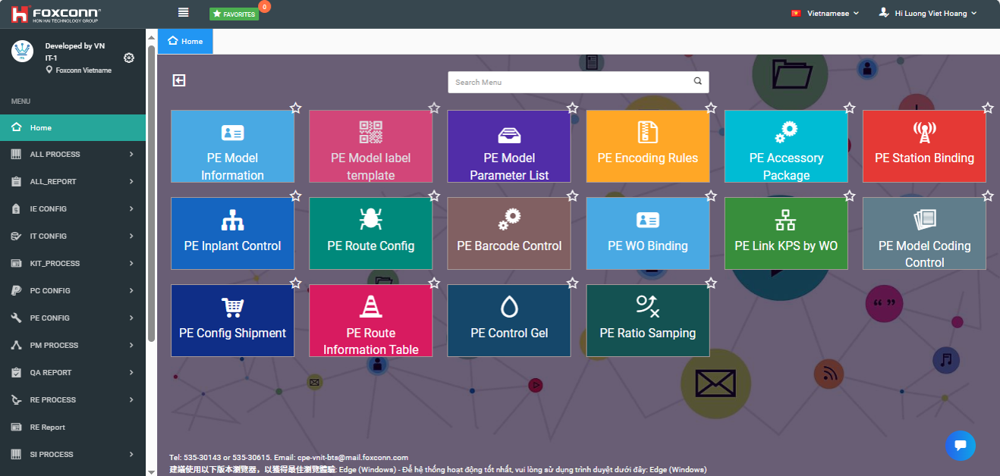 FOXCONN®
HON HAI TECHNOLOGY GROUP
FAVORITES
0
Vietnamese
Hi Luong Viet Hoang
Developed by VN
IT-1
Foxconn Vietname
Home
MENU
Home
ALL PROCESS
ALL_REPORT
IE CONFIG
IT CONFIG
KIT_PROCESS
PC CONFIG
PE CONFIG
PM PROCESS
QA REPORT
RE PROCESS
RE Report
SI PROCESS
Search Menu
PE Model
Information
PE Model label
template
PE Model
Parameter List
PE Encoding Rules
PE Accessory
Package
PE Station Binding
PE Inplant Control
PE Route Config
PE Barcode Control
PE WO Binding
PE Link KPS by WO
PE Model Coding
Control
PE Config Shipment
PE Route
Information Table
PE Control Gel
PE Ratio Samping
Tel: 535-30143 or 535-30615. Email: cpe-vnit-bts@mail.foxconn.com
建議使用以下版本瀏覽器，以獲得最佳瀏覽體驗: Edge (Windows) - Để hệ thống hoạt động tốt nhất, vui lòng sử dụng trình duyệt dưới đây: Edge (Windows)